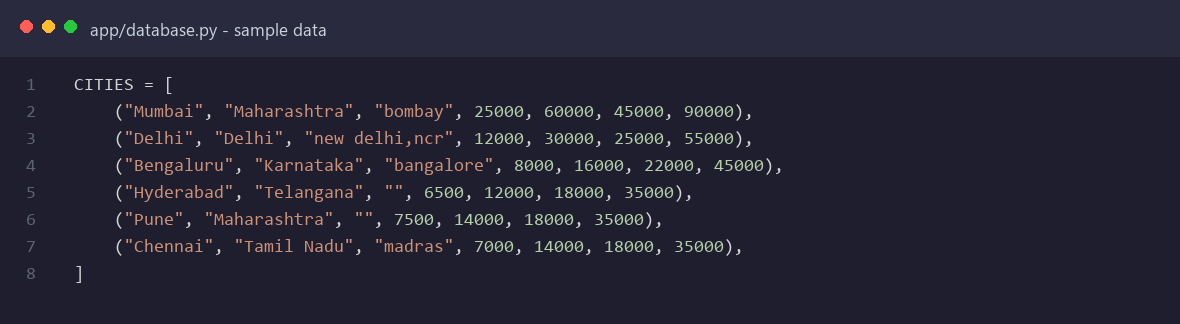 app/database.py - sample data
1 CITIES = [
2     ("Mumbai", "Maharashtra", "bombay", 25000, 60000, 45000, 90000),
3     ("Delhi", "Delhi", "new delhi,ncr", 12000, 30000, 25000, 55000),
4     ("Bengaluru", "Karnataka", "bangalore", 8000, 16000, 22000, 45000),
5     ("Hyderabad", "Telangana", "", 6500, 12000, 18000, 35000),
6     ("Pune", "Maharashtra", "", 7500, 14000, 18000, 35000),
7     ("Chennai", "Tamil Nadu", "madras", 7000, 14000, 18000, 35000),
8 ]